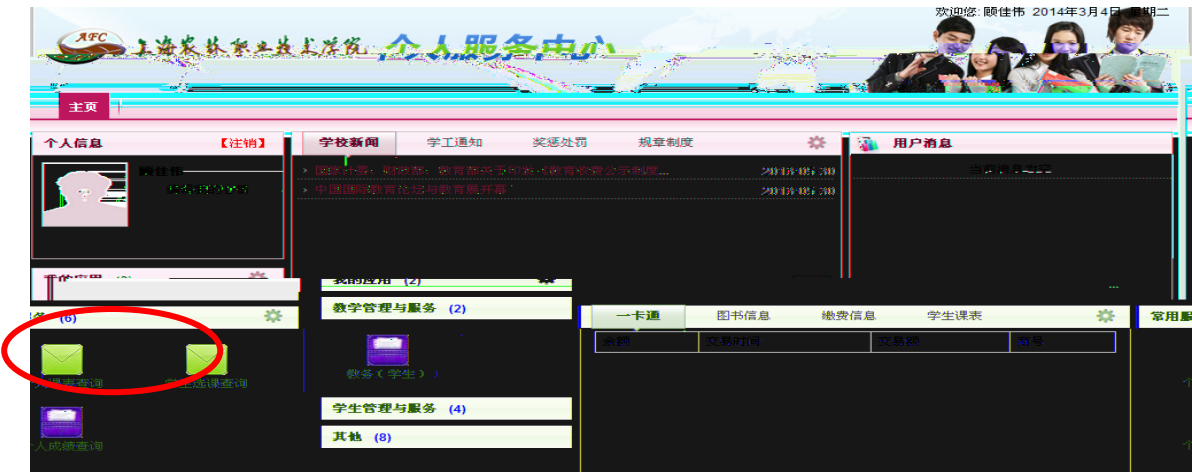 欢迎您: 顾佳伟 2014年3月4日 星期二
AFC 上海农林职业技术学院 个人服务中心
主页
个人信息 【注销】
顾佳伟
学校新闻 学工通知 奖惩处罚 规章制度
用户消息
中国国际教育论坛与教育展开幕
我的应用 (2)
教学管理与服务 (2)
教务(学生)
学生管理与服务 (4)
其他 (8)
务 (6)
课表查询 学生选课查询
个人成绩查询
一卡通 图书信息 缴费信息 学生课表
余额 交易时间 交易额
常用服